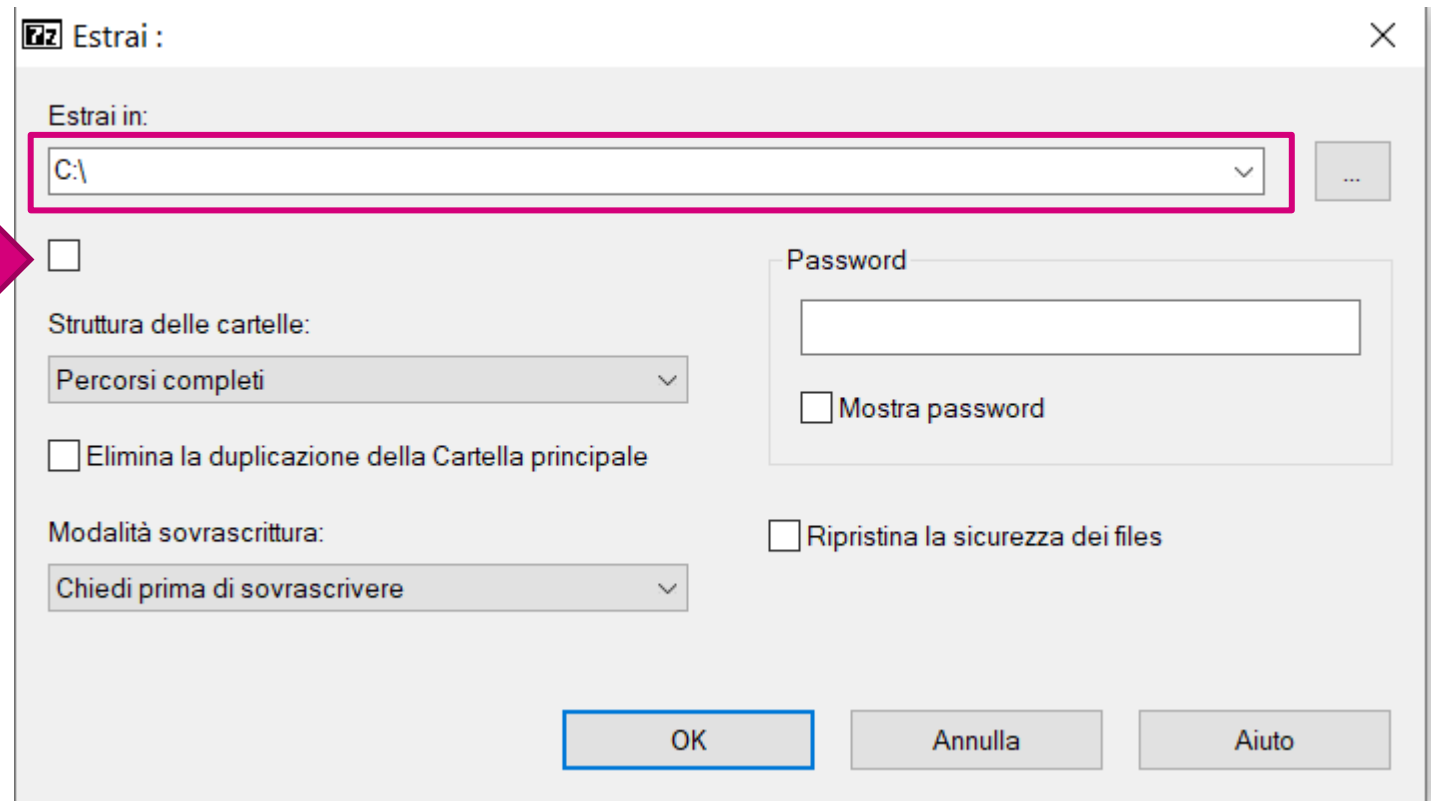 7z Estrai :
Estrai in:
C:\
...
Password
Struttura delle cartelle:
Percorsi completi
Mostra password
Elimina la duplicazione della Cartella principale
Modalità sovrascrittura:
Ripristina la sicurezza dei files
Chiedi prima di sovrascrivere
OK
Annulla
Aiuto